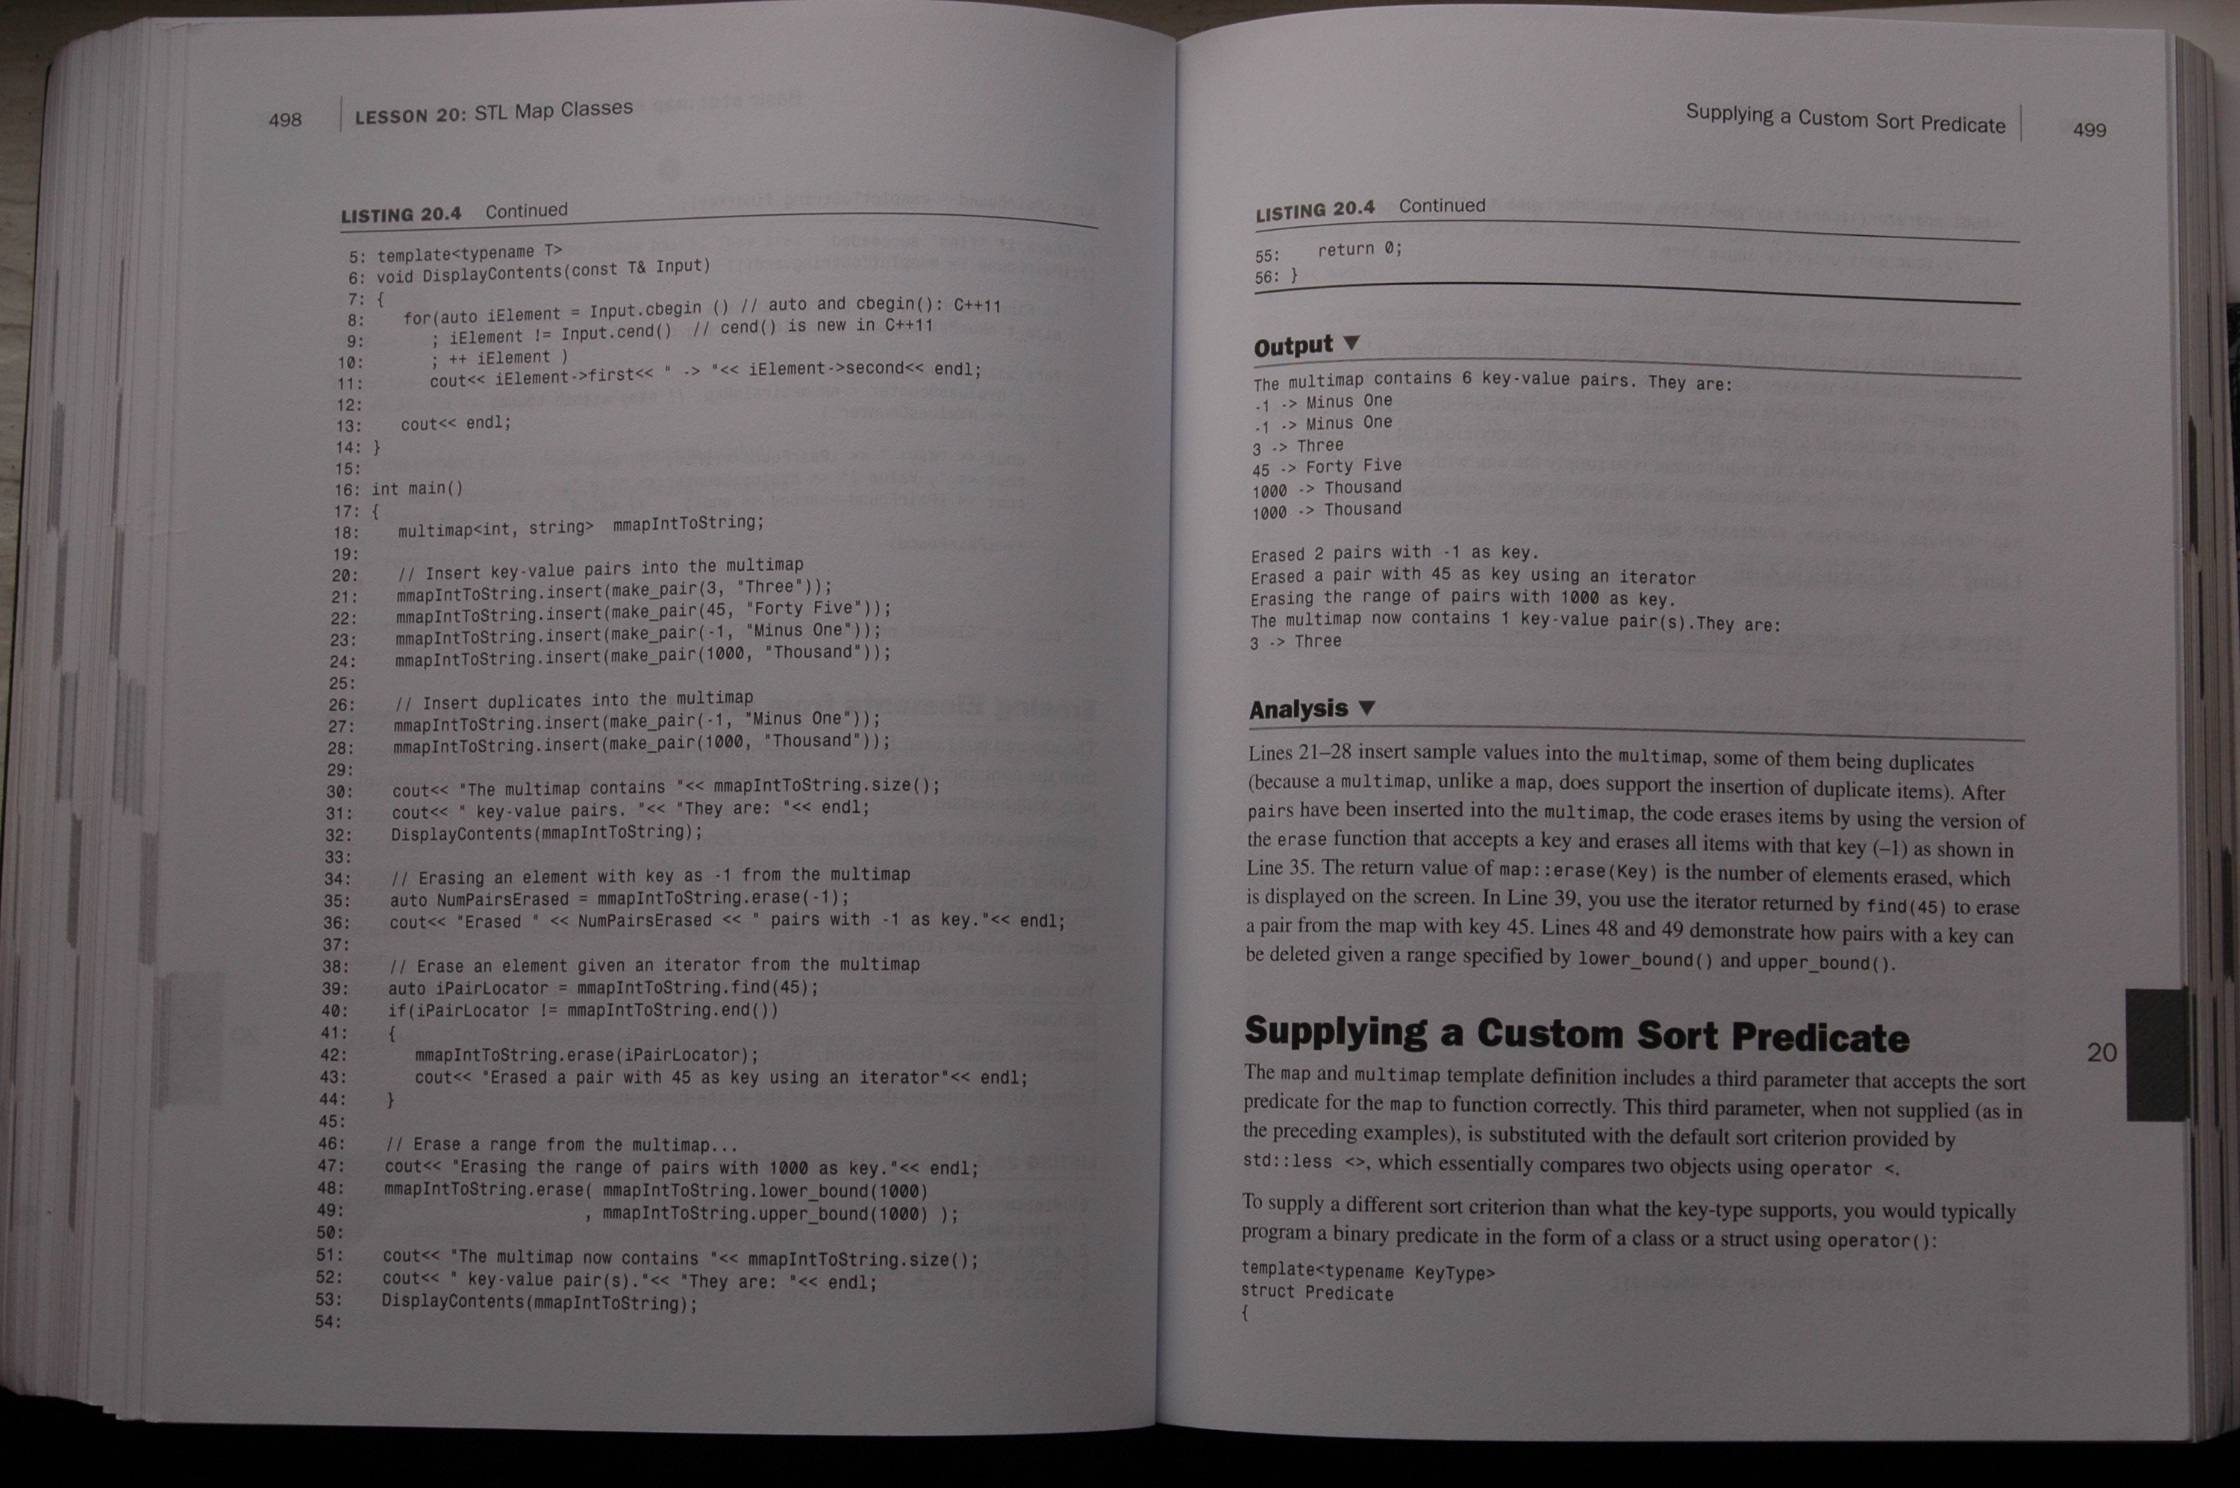 498 LESSON 20: STL Map Classes
LISTING 20.4 Continued
5: template<typename T>
6: void DisplayContents(const T& Input)
7: {
8: for(auto iElement = Input.cbegin () // auto and cbegin(): C++11
9: ; iElement != Input.cend() // cend() is new in C++11
10: ; ++ iElement )
11: cout<< iElement->first<< " -> "<< iElement->second<< endl;
12:
13: cout<< endl;
14: }
15:
16: int main()
17: {
18: multimap<int, string> mmapIntToString;
19:
20: // Insert key-value pairs into the multimap
21: mmapIntToString.insert(make_pair(3, "Three"));
22: mmapIntToString.insert(make_pair(45, "Forty Five"));
23: mmapIntToString.insert(make_pair(-1, "Minus One"));
24: mmapIntToString.insert(make_pair(1000, "Thousand"));
25:
26: // Insert duplicates into the multimap
27: mmapIntToString.insert(make_pair(-1, "Minus One"));
28: mmapIntToString.insert(make_pair(1000, "Thousand"));
29:
30: cout<< "The multimap contains "<< mmapIntToString.size();
31: cout<< " key-value pairs. "<< "They are: "<< endl;
32: DisplayContents(mmapIntToString);
33:
34: // Erasing an element with key as -1 from the multimap
35: auto NumPairsErased = mmapIntToString.erase(-1);
36: cout<< "Erased " << NumPairsErased << " pairs with -1 as key."<< endl;
37:
38: // Erase an element given an iterator from the multimap
39: auto iPairLocator = mmapIntToString.find(45);
40: if(iPairLocator != mmapIntToString.end())
41: {
42: mmapIntToString.erase(iPairLocator);
43: cout<< "Erased a pair with 45 as key using an iterator"<< endl;
44: }
45:
46: // Erase a range from the multimap...
47: cout<< "Erasing the range of pairs with 1000 as key."<< endl;
48: mmapIntToString.erase( mmapIntToString.lower_bound(1000)
49: , mmapIntToString.upper_bound(1000) );
50:
51: cout<< "The multimap now contains "<< mmapIntToString.size();
52: cout<< " key-value pair(s)."<< "They are: "<< endl;
53: DisplayContents(mmapIntToString);
54:
Supplying a Custom Sort Predicate 499
LISTING 20.4 Continued
55: return 0;
56: }
Output ▼
The multimap contains 6 key-value pairs. They are:
-1 -> Minus One
-1 -> Minus One
3 -> Three
45 -> Forty Five
1000 -> Thousand
1000 -> Thousand
Erased 2 pairs with -1 as key.
Erased a pair with 45 as key using an iterator
Erasing the range of pairs with 1000 as key.
The multimap now contains 1 key-value pair(s).They are:
3 -> Three
Analysis ▼
Lines 21–28 insert sample values into the multimap, some of them being duplicates
(because a multimap, unlike a map, does support the insertion of duplicate items). After
pairs have been inserted into the multimap, the code erases items by using the version of
the erase function that accepts a key and erases all items with that key (–1) as shown in
Line 35. The return value of map::erase(Key) is the number of elements erased, which
is displayed on the screen. In Line 39, you use the iterator returned by find(45) to erase
a pair from the map with key 45. Lines 48 and 49 demonstrate how pairs with a key can
be deleted given a range specified by lower_bound() and upper_bound().
Supplying a Custom Sort Predicate
The map and multimap template definition includes a third parameter that accepts the sort
predicate for the map to function correctly. This third parameter, when not supplied (as in
the preceding examples), is substituted with the default sort criterion provided by
std::less <>, which essentially compares two objects using operator <.
To supply a different sort criterion than what the key-type supports, you would typically
program a binary predicate in the form of a class or a struct using operator():
template<typename KeyType>
struct Predicate
{
20